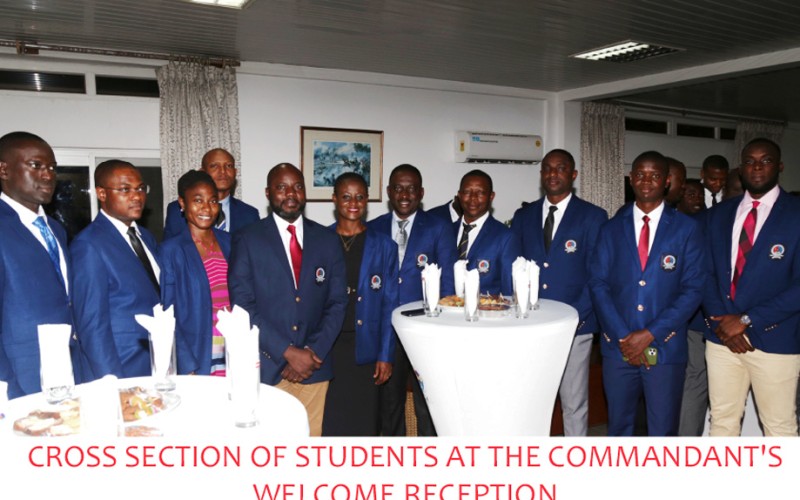 CROSS SECTION OF STUDENTS AT THE COMMANDANT'S
WELCOME RECEPTION